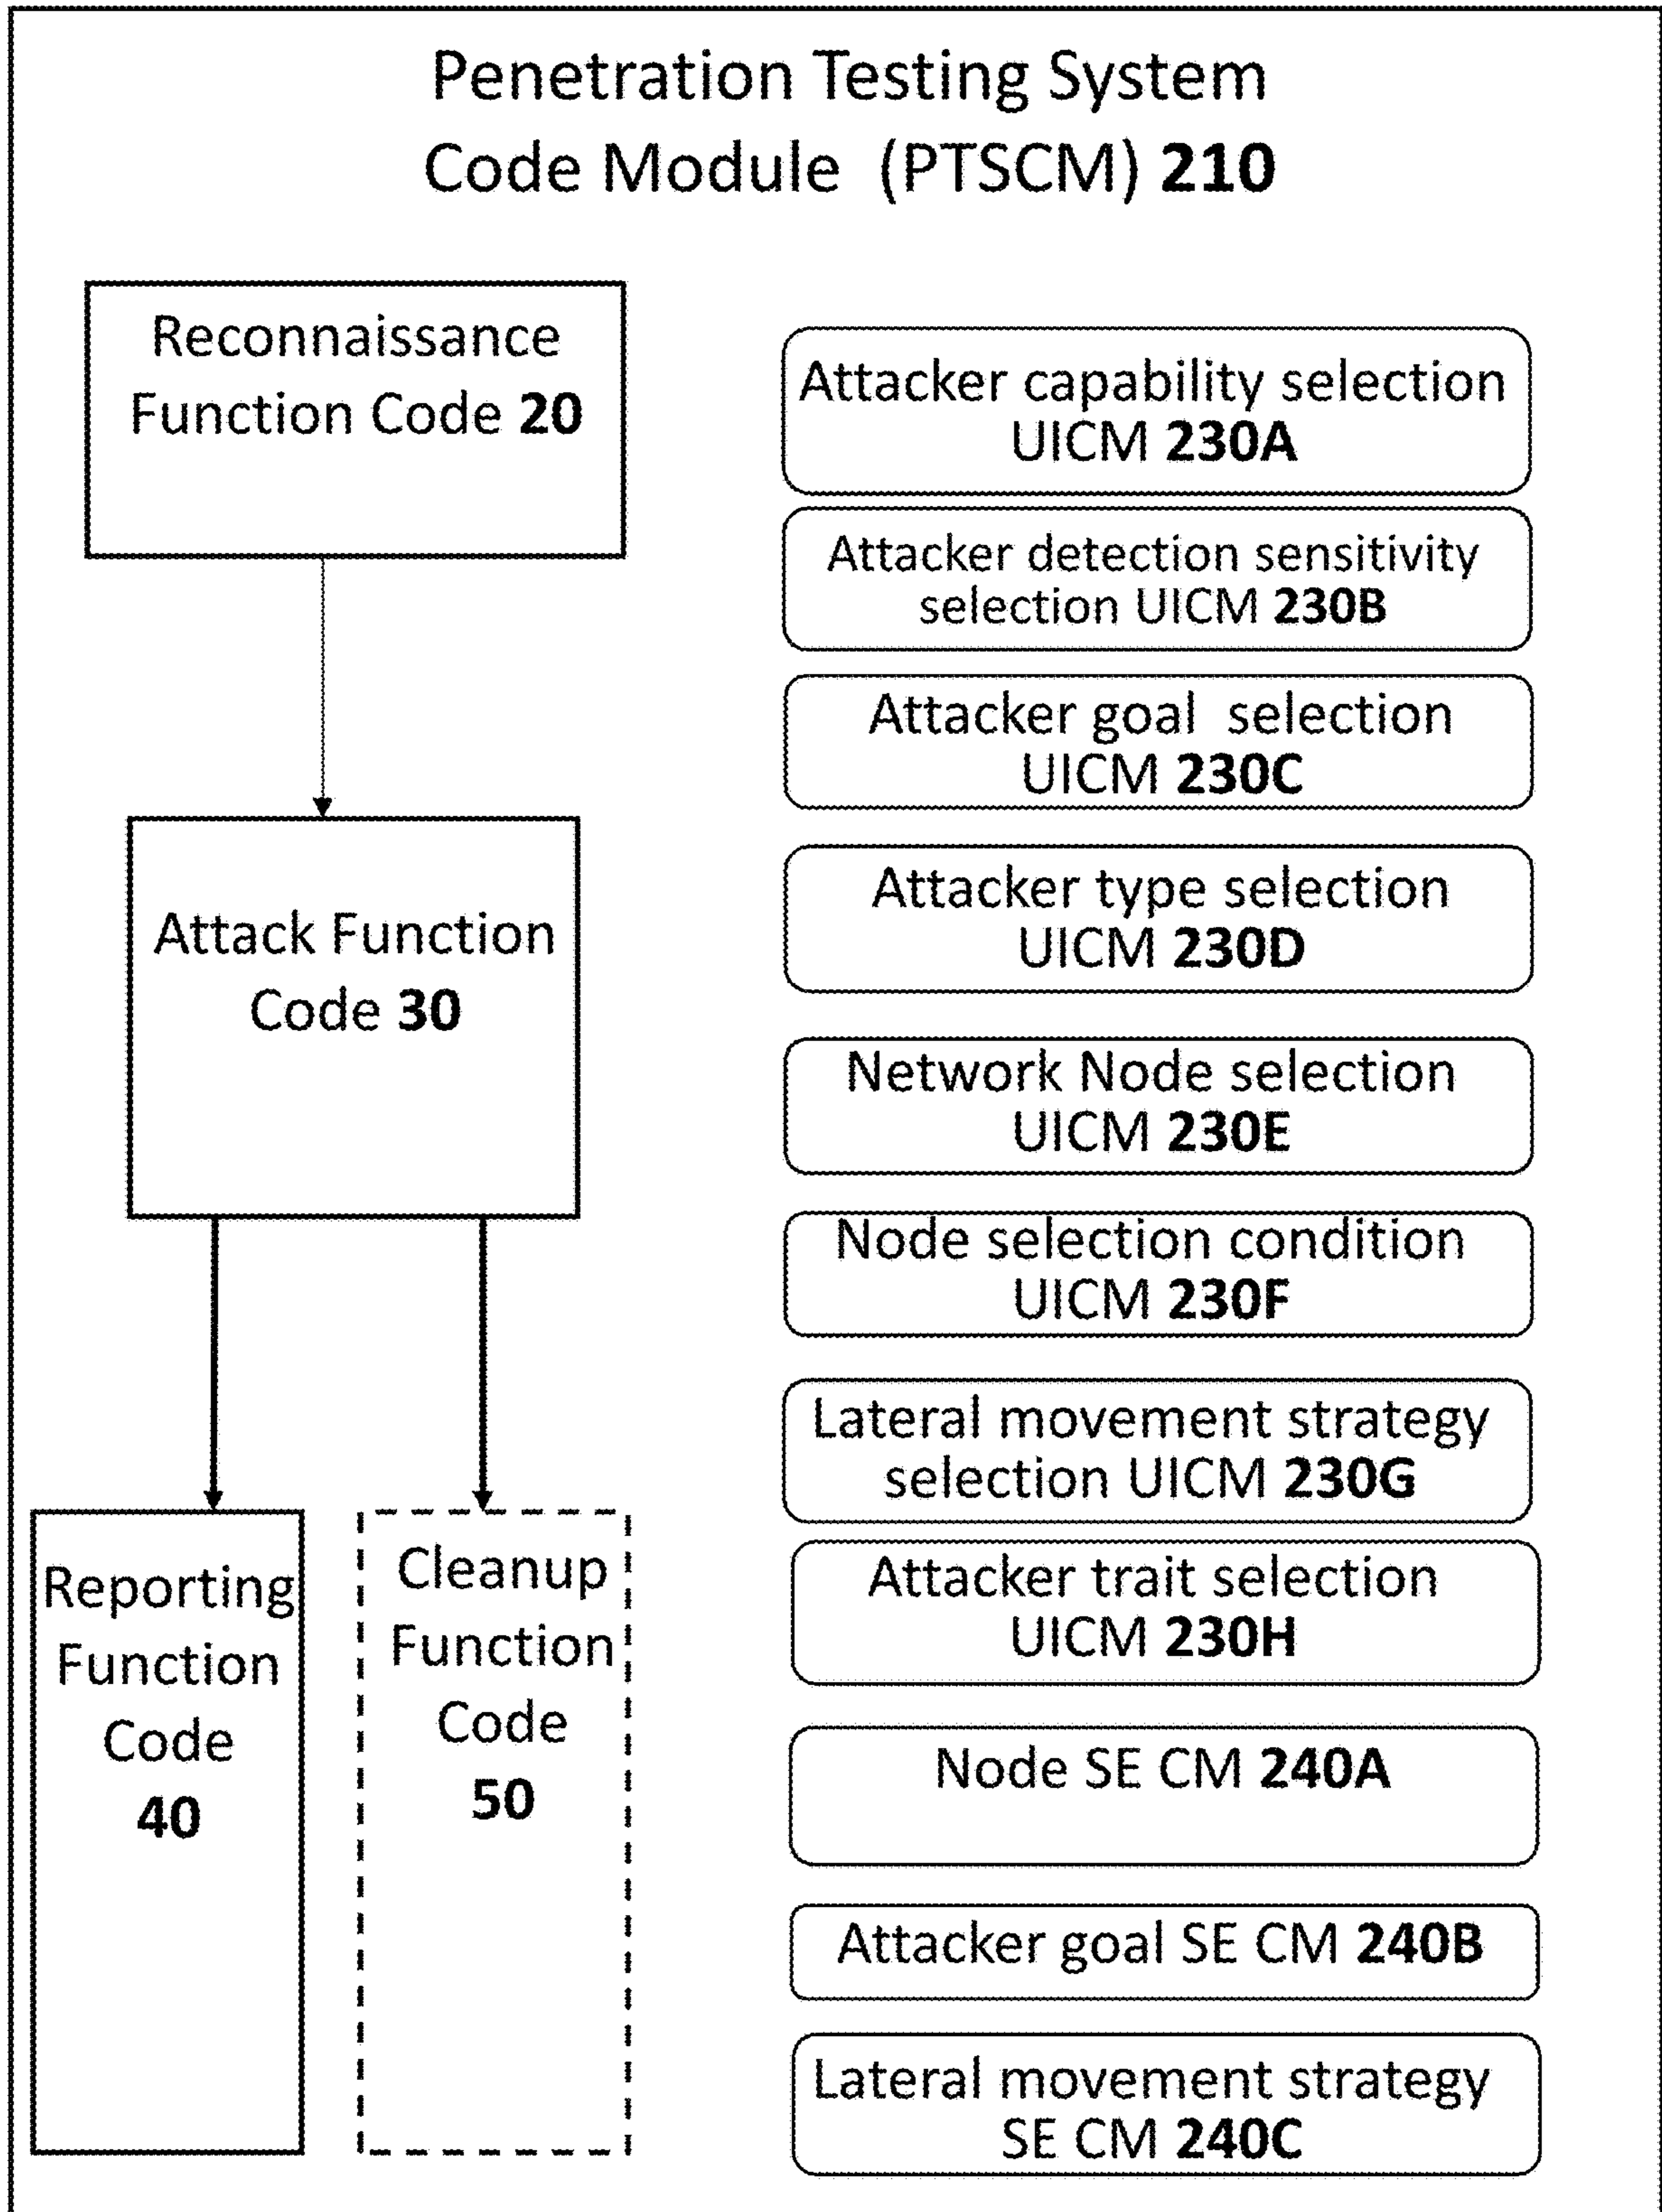 Penetration Testing System
Code Module (PTSCM) 210
Reconnaissance
Function Code 20
Attack Function
Code 30
Reporting
Function
Code
40
Cleanup
Function
Code
50
Attacker capability selection
UICM 230A
Attacker detection sensitivity
selection UICM 230B
Attacker goal selection
UICM 230C
Attacker type selection
UICM 230D
Network Node selection
UICM 230E
Node selection condition
UICM 230F
Lateral movement strategy
selection UICM 230G
Attacker trait selection
UICM 230H
Node SE CM 240A
Attacker goal SE CM 240B
Lateral movement strategy
SE CM 240C